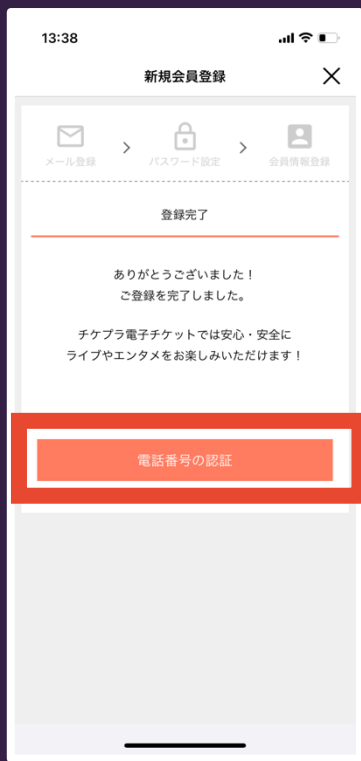 13:38
新規会員登録
メール登録
パスワード設定
会員情報登録
登録完了
ありがとうございました！
ご登録を完了しました。
チケプラ電子チケットでは安心・安全に
ライブやエンタメをお楽しみいただけます！
電話番号の認証